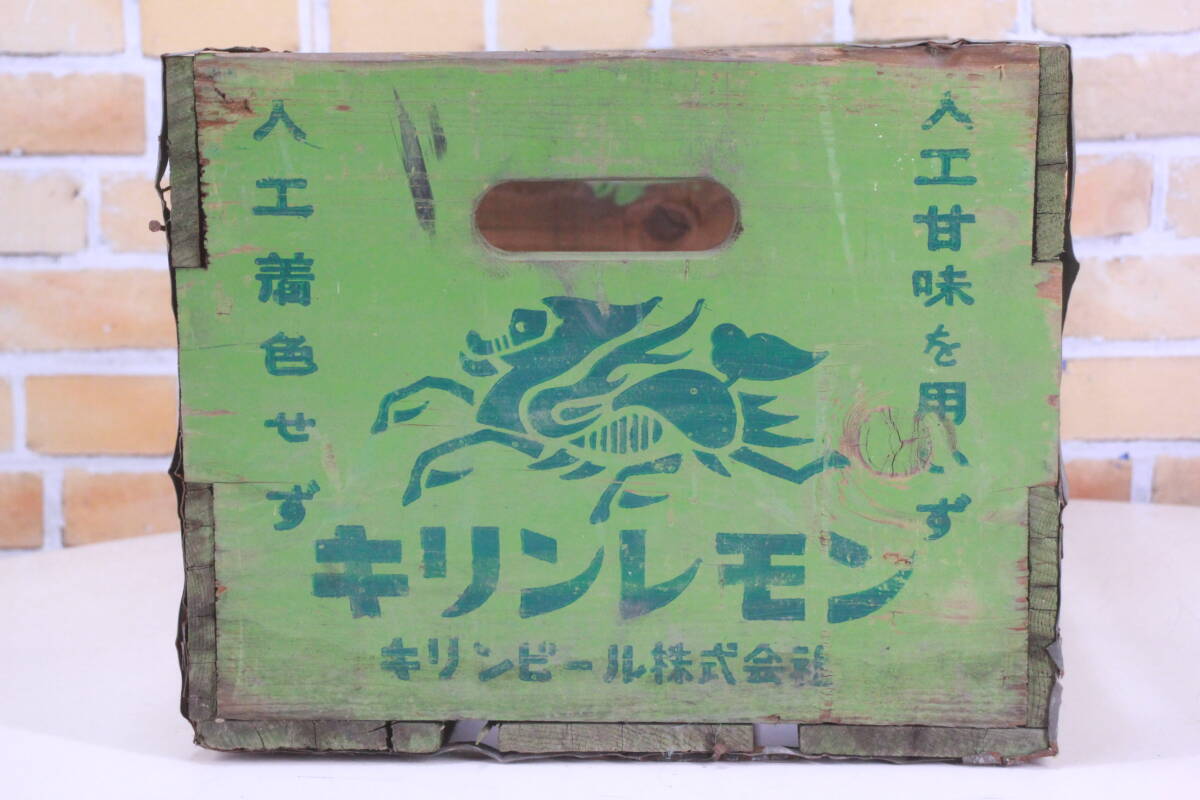 人工甘味を用いず
人工着色せず
キリンレモン
キリンビール株式会社